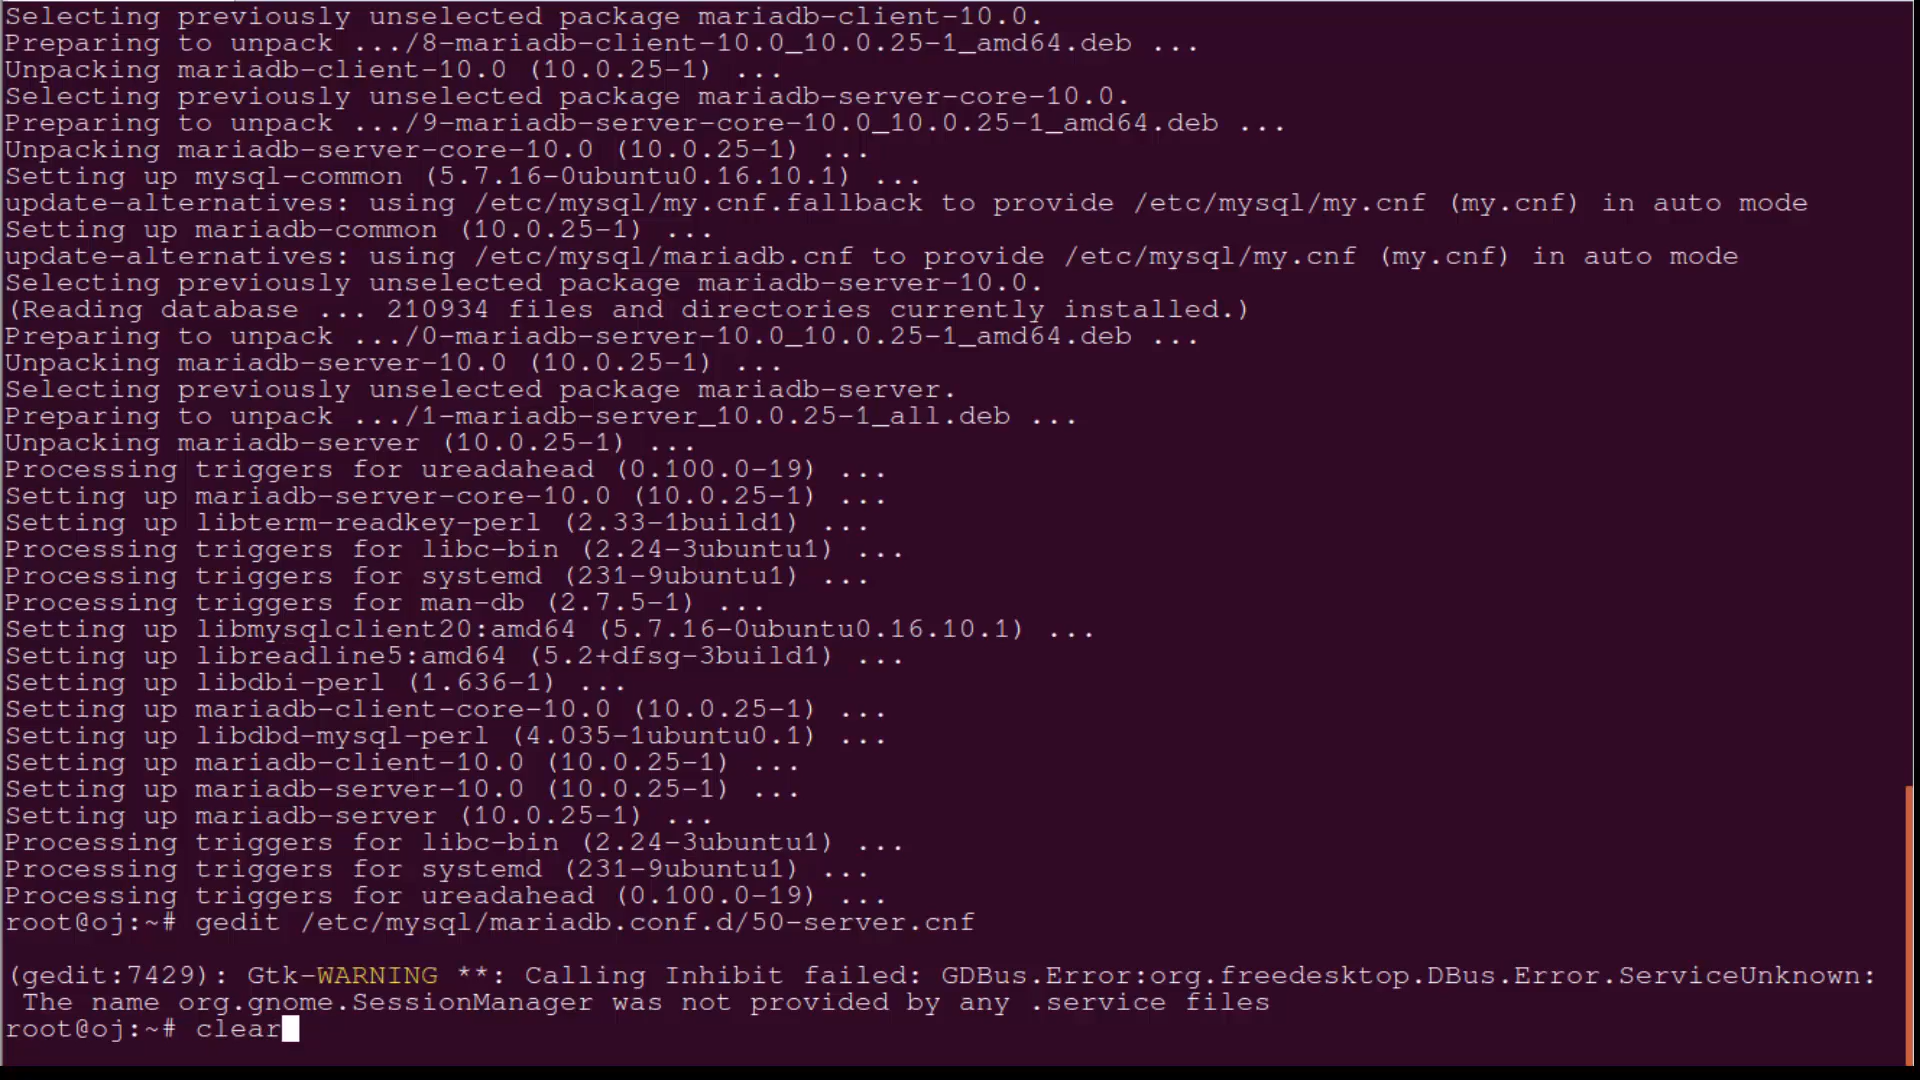 Selecting previously unselected package mariadb-client-10.0.
Preparing to unpack .../8-mariadb-client-10.0_10.0.25-1_amd64.deb ...
Unpacking mariadb-client-10.0 (10.0.25-1) ...
Selecting previously unselected package mariadb-server-core-10.0.
Preparing to unpack .../9-mariadb-server-core-10.0_10.0.25-1_amd64.deb ...
Unpacking mariadb-server-core-10.0 (10.0.25-1) ...
Setting up mysql-common (5.7.16-0ubuntu0.16.10.1) ...
update-alternatives: using /etc/mysql/my.cnf.fallback to provide /etc/mysql/my.cnf (my.cnf) in auto mode
Setting up mariadb-common (10.0.25-1) ...
update-alternatives: using /etc/mysql/mariadb.cnf to provide /etc/mysql/my.cnf (my.cnf) in auto mode
Selecting previously unselected package mariadb-server-10.0.
(Reading database ... 210934 files and directories currently installed.)
Preparing to unpack .../0-mariadb-server-10.0_10.0.25-1_amd64.deb ...
Unpacking mariadb-server-10.0 (10.0.25-1) ...
Selecting previously unselected package mariadb-server.
Preparing to unpack .../1-mariadb-server_10.0.25-1_all.deb ...
Unpacking mariadb-server (10.0.25-1) ...
Processing triggers for ureadahead (0.100.0-19) ...
Setting up mariadb-server-core-10.0 (10.0.25-1) ...
Setting up libterm-readkey-perl (2.33-1build1) ...
Processing triggers for libc-bin (2.24-3ubuntu1) ...
Processing triggers for systemd (231-9ubuntu1) ...
Processing triggers for man-db (2.7.5-1) ...
Setting up libmysqlclient20:amd64 (5.7.16-0ubuntu0.16.10.1) ...
Setting up libreadline5:amd64 (5.2+dfsg-3build1) ...
Setting up libdbi-perl (1.636-1) ...
Setting up mariadb-client-core-10.0 (10.0.25-1) ...
Setting up libdbd-mysql-perl (4.035-1ubuntu0.1) ...
Setting up mariadb-client-10.0 (10.0.25-1) ...
Setting up mariadb-server-10.0 (10.0.25-1) ...
Setting up mariadb-server (10.0.25-1) ...
Processing triggers for libc-bin (2.24-3ubuntu1) ...
Processing triggers for systemd (231-9ubuntu1) ...
Processing triggers for ureadahead (0.100.0-19) ...
root@oj:~# gedit /etc/mysql/mariadb.conf.d/50-server.cnf
(gedit:7429): Gtk-WARNING **: Calling Inhibit failed: GDBus.Error:org.freedesktop.DBus.Error.ServiceUnknown:
The name org.gnome.SessionManager was not provided by any .service files
root@oj:~# clear